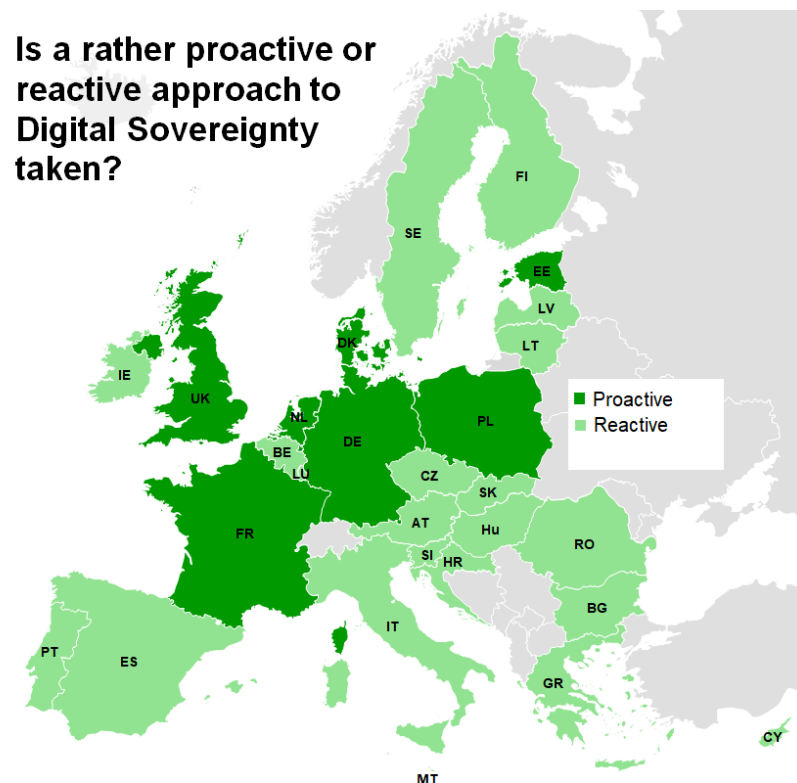 Is a rather proactive or
reactive approach to
Digital Sovereignty
taken?
FI
SE
EE
LV
DK
LT
IE
UK
Proactive
Reactive
NL
DE
PL
BE
LU
CZ
SK
FR
AT
Hu
RO
SI
HR
BG
IT
PT
ES
GR
CY
MT